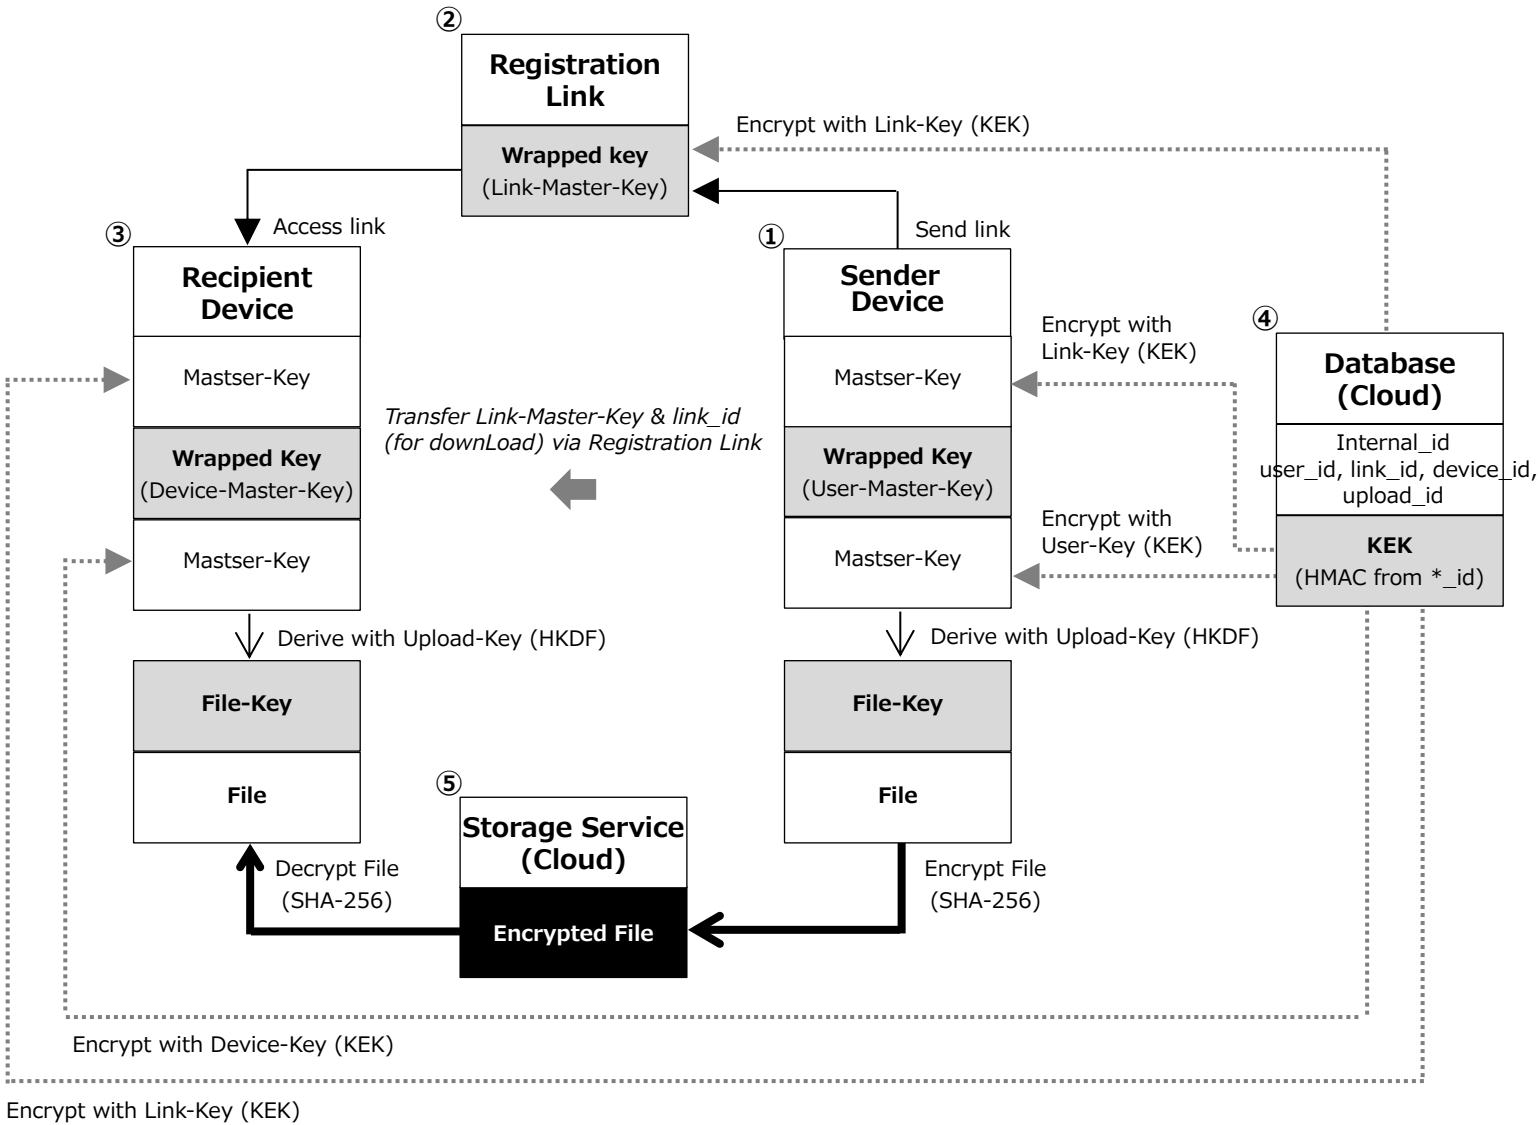 ②
Registration
Link
Wrapped key
(Link-Master-Key)
Encrypt with Link-Key (KEK)
Access link
Send link
③
Recipient
Device
Mastser-Key
Wrapped Key
(Device-Master-Key)
Mastser-Key
Derive with Upload-Key (HKDF)
File-Key
File
Transfer Link-Master-Key & link_id
(for downLoad) via Registration Link
①
Sender
Device
Mastser-Key
Wrapped Key
(User-Master-Key)
Mastser-Key
Derive with Upload-Key (HKDF)
File-Key
File
Encrypt with
Link-Key (KEK)
Encrypt with
User-Key (KEK)
④
Database
(Cloud)
Internal_id
user_id, link_id, device_id,
upload_id
KEK
(HMAC from *_id)
⑤
Storage Service
(Cloud)
Encrypted File
Decrypt File
(SHA-256)
Encrypt File
(SHA-256)
Encrypt with Device-Key (KEK)
Encrypt with Link-Key (KEK)